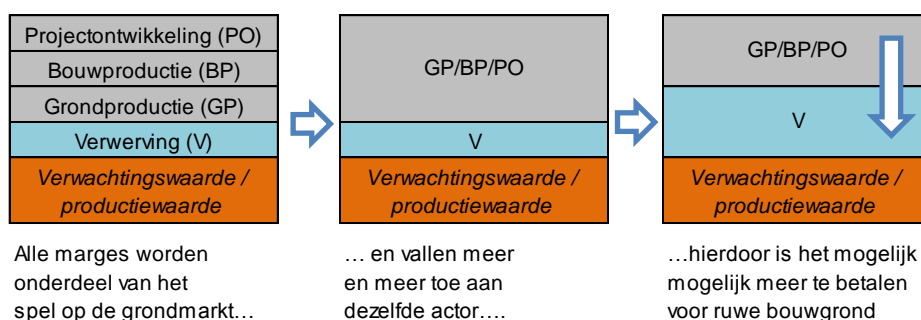 Projectontwikkeling (PO)
Bouwproductie (BP)
Grondproductie (GP)
Verwerving (V)
Verwachtingswaarde /
productiewaarde
Alle marges worden
onderdeel van het
spel op de grondmarkt…
GP/BP/PO
V
Verwachtingswaarde /
productiewaarde
… en vallen meer
en meer toe aan
dezelfde actor….
GP/BP/PO
V
Verwachtingswaarde /
productiewaarde
…hierdoor is het mogelijk
mogelijk meer te betalen
voor ruwe bouwgrond